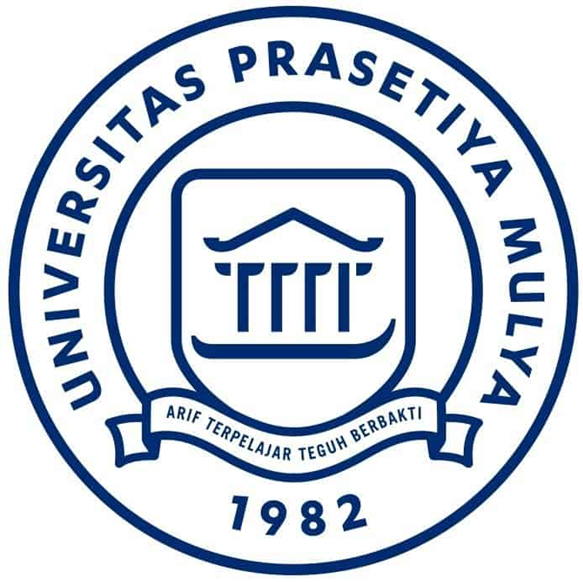 UNIVERSITAS PRASETIYA MULYA
ARIF TERPELAJAR TEGUH BERBAKTI
1982